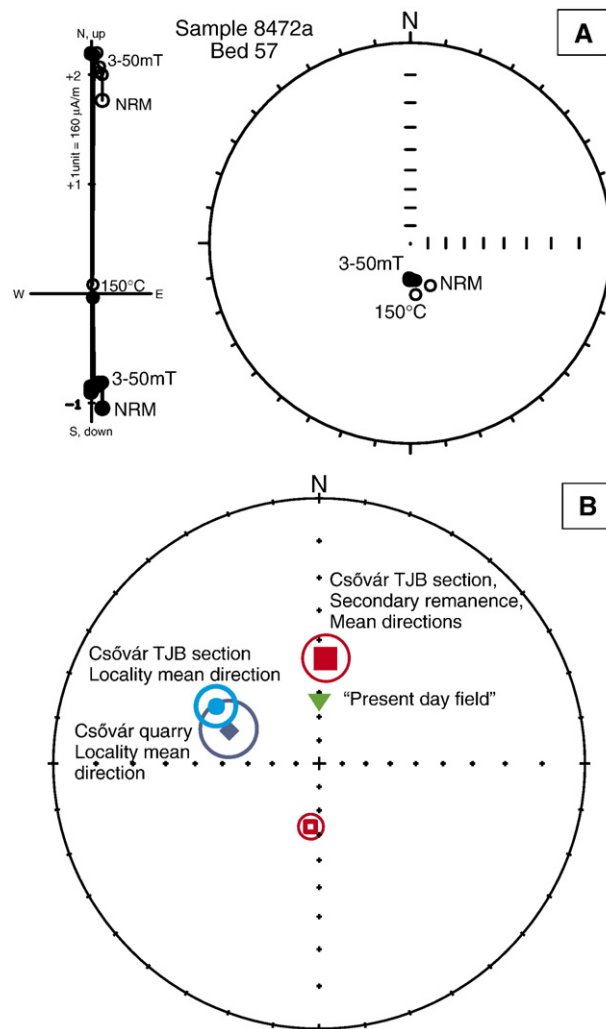 Sample 8472a
Bed 57
A
N, up
3-50mT
+2
NRM
1unit = 160 µA/m
+1
150°C
W
E
3-50mT
NRM
-1
S, down
N
3-50mT
NRM
150°C
B
N
Csővár TJB section,
Secondary remanence,
Mean directions
Csővár TJB section
Locality mean direction
"Present day field"
Csővár quarry
Locality mean
direction